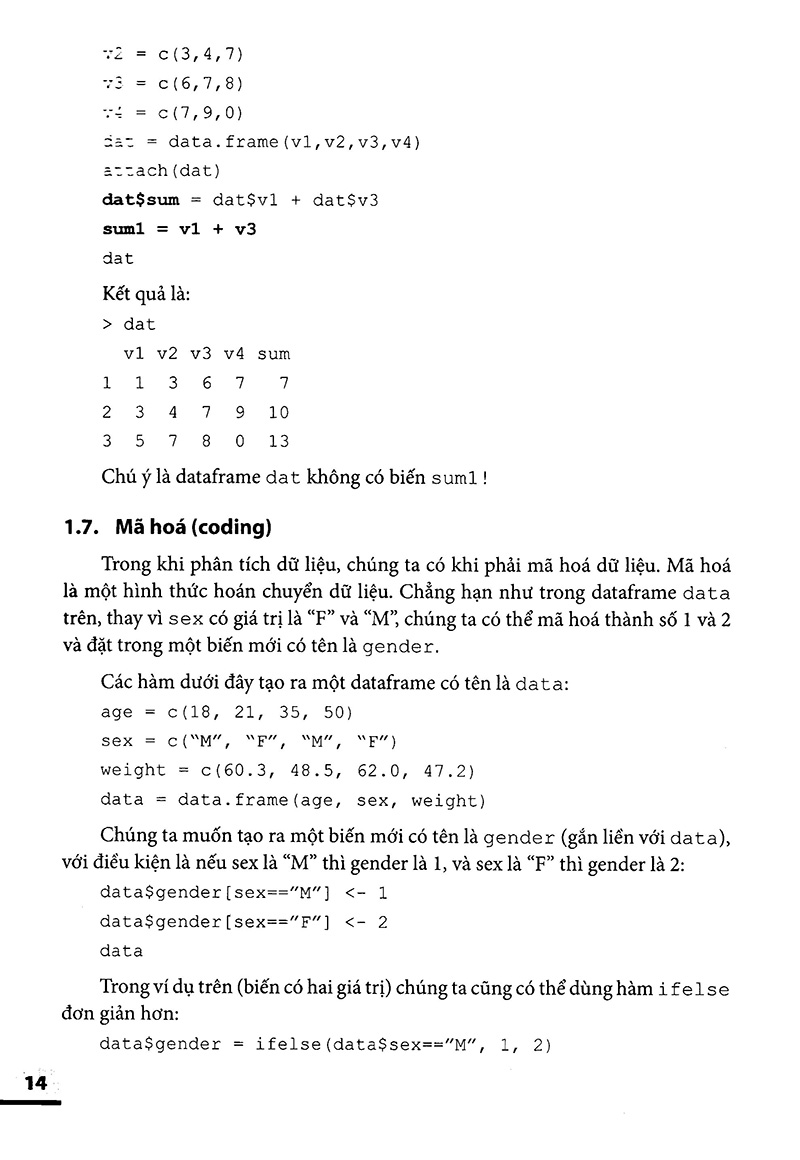 v2 = c(3,4,7)
v3 = c(6,7,8)
v4 = c(7,9,0)
dat = data.frame(v1,v2,v3,v4)
attach(dat)
dat$sum = dat$v1 + dat$v3
sum1 = v1 + v3
dat
Kết quả là:
> dat
v1 v2 v3 v4 sum
1 1 3 6 7 7
2 3 4 7 9 10
3 5 7 8 0 13
Chú ý là dataframe dat không có biến sum1 !
1.7. Mã hoá (coding)
Trong khi phân tích dữ liệu, chúng ta có khi phải mã hoá dữ liệu. Mã hoá
là một hình thức hoán chuyển dữ liệu. Chẳng hạn như trong dataframe data
trên, thay vì sex có giá trị là “F” và “M”, chúng ta có thể mã hoá thành số 1 và 2
và đặt trong một biến mới có tên là gender.
Các hàm dưới đây tạo ra một dataframe có tên là data:
age = c(18, 21, 35, 50)
sex = c(“M”, “F”, “M”, “F”)
weight = c(60.3, 48.5, 62.0, 47.2)
data = data.frame(age, sex, weight)
Chúng ta muốn tạo ra một biến mới có tên là gender (gắn liền với data),
với điều kiện là nếu sex là “M” thì gender là 1, và sex là “F” thì gender là 2:
data$gender[sex==”M”] <- 1
data$gender[sex==”F”] <- 2
data
Trong ví dụ trên (biến có hai giá trị) chúng ta cũng có thể dùng hàm ifelse
đơn giản hơn:
data$gender = ifelse(data$sex==”M”, 1, 2)
14